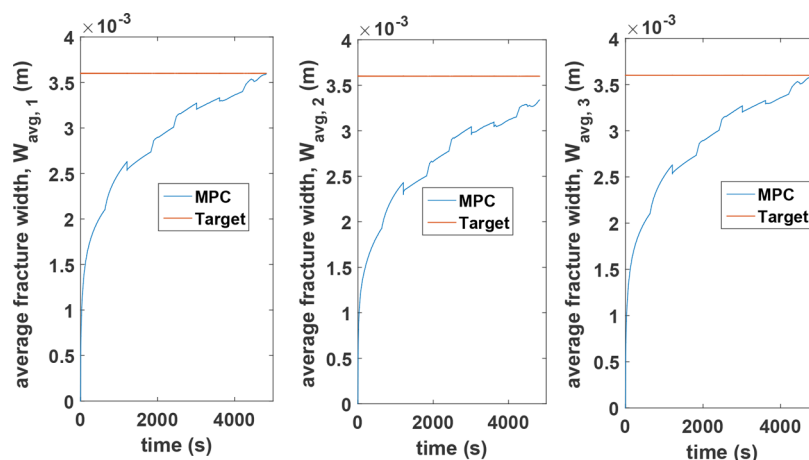 × 10⁻³
4
3.5
3
2.5
2
1.5
1
0.5
0
0 2000 4000
time (s)
average fracture width, W_avg, 1 (m)
MPC
Target
× 10⁻³
4
3.5
3
2.5
2
1.5
1
0.5
0
0 2000 4000
time (s)
average fracture width, W_avg, 2 (m)
MPC
Target
× 10⁻³
4
3.5
3
2.5
2
1.5
1
0.5
0
0 2000 4000
time (s)
average fracture width, W_avg, 3 (m)
MPC
Target